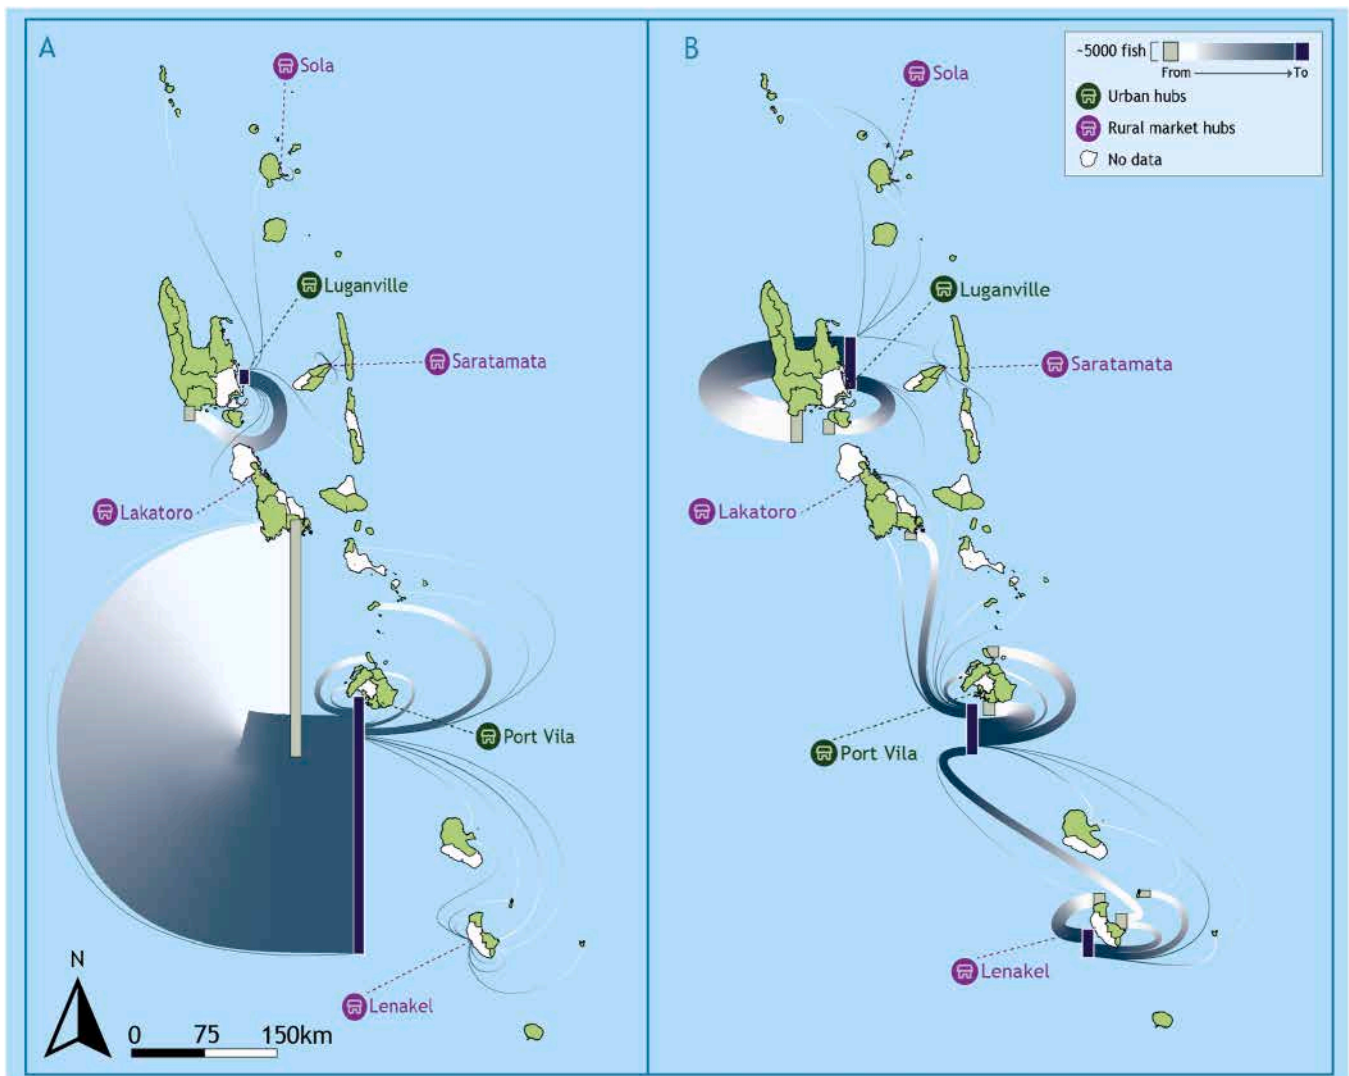 A
Sola
Luganville
Saratamata
Lakatoro
Port Vila
Lenakel
N
0 75 150km
B
~5000 fish
From To
Urban hubs
Rural market hubs
No data
Sola
Luganville
Saratamata
Lakatoro
Port Vila
Lenakel